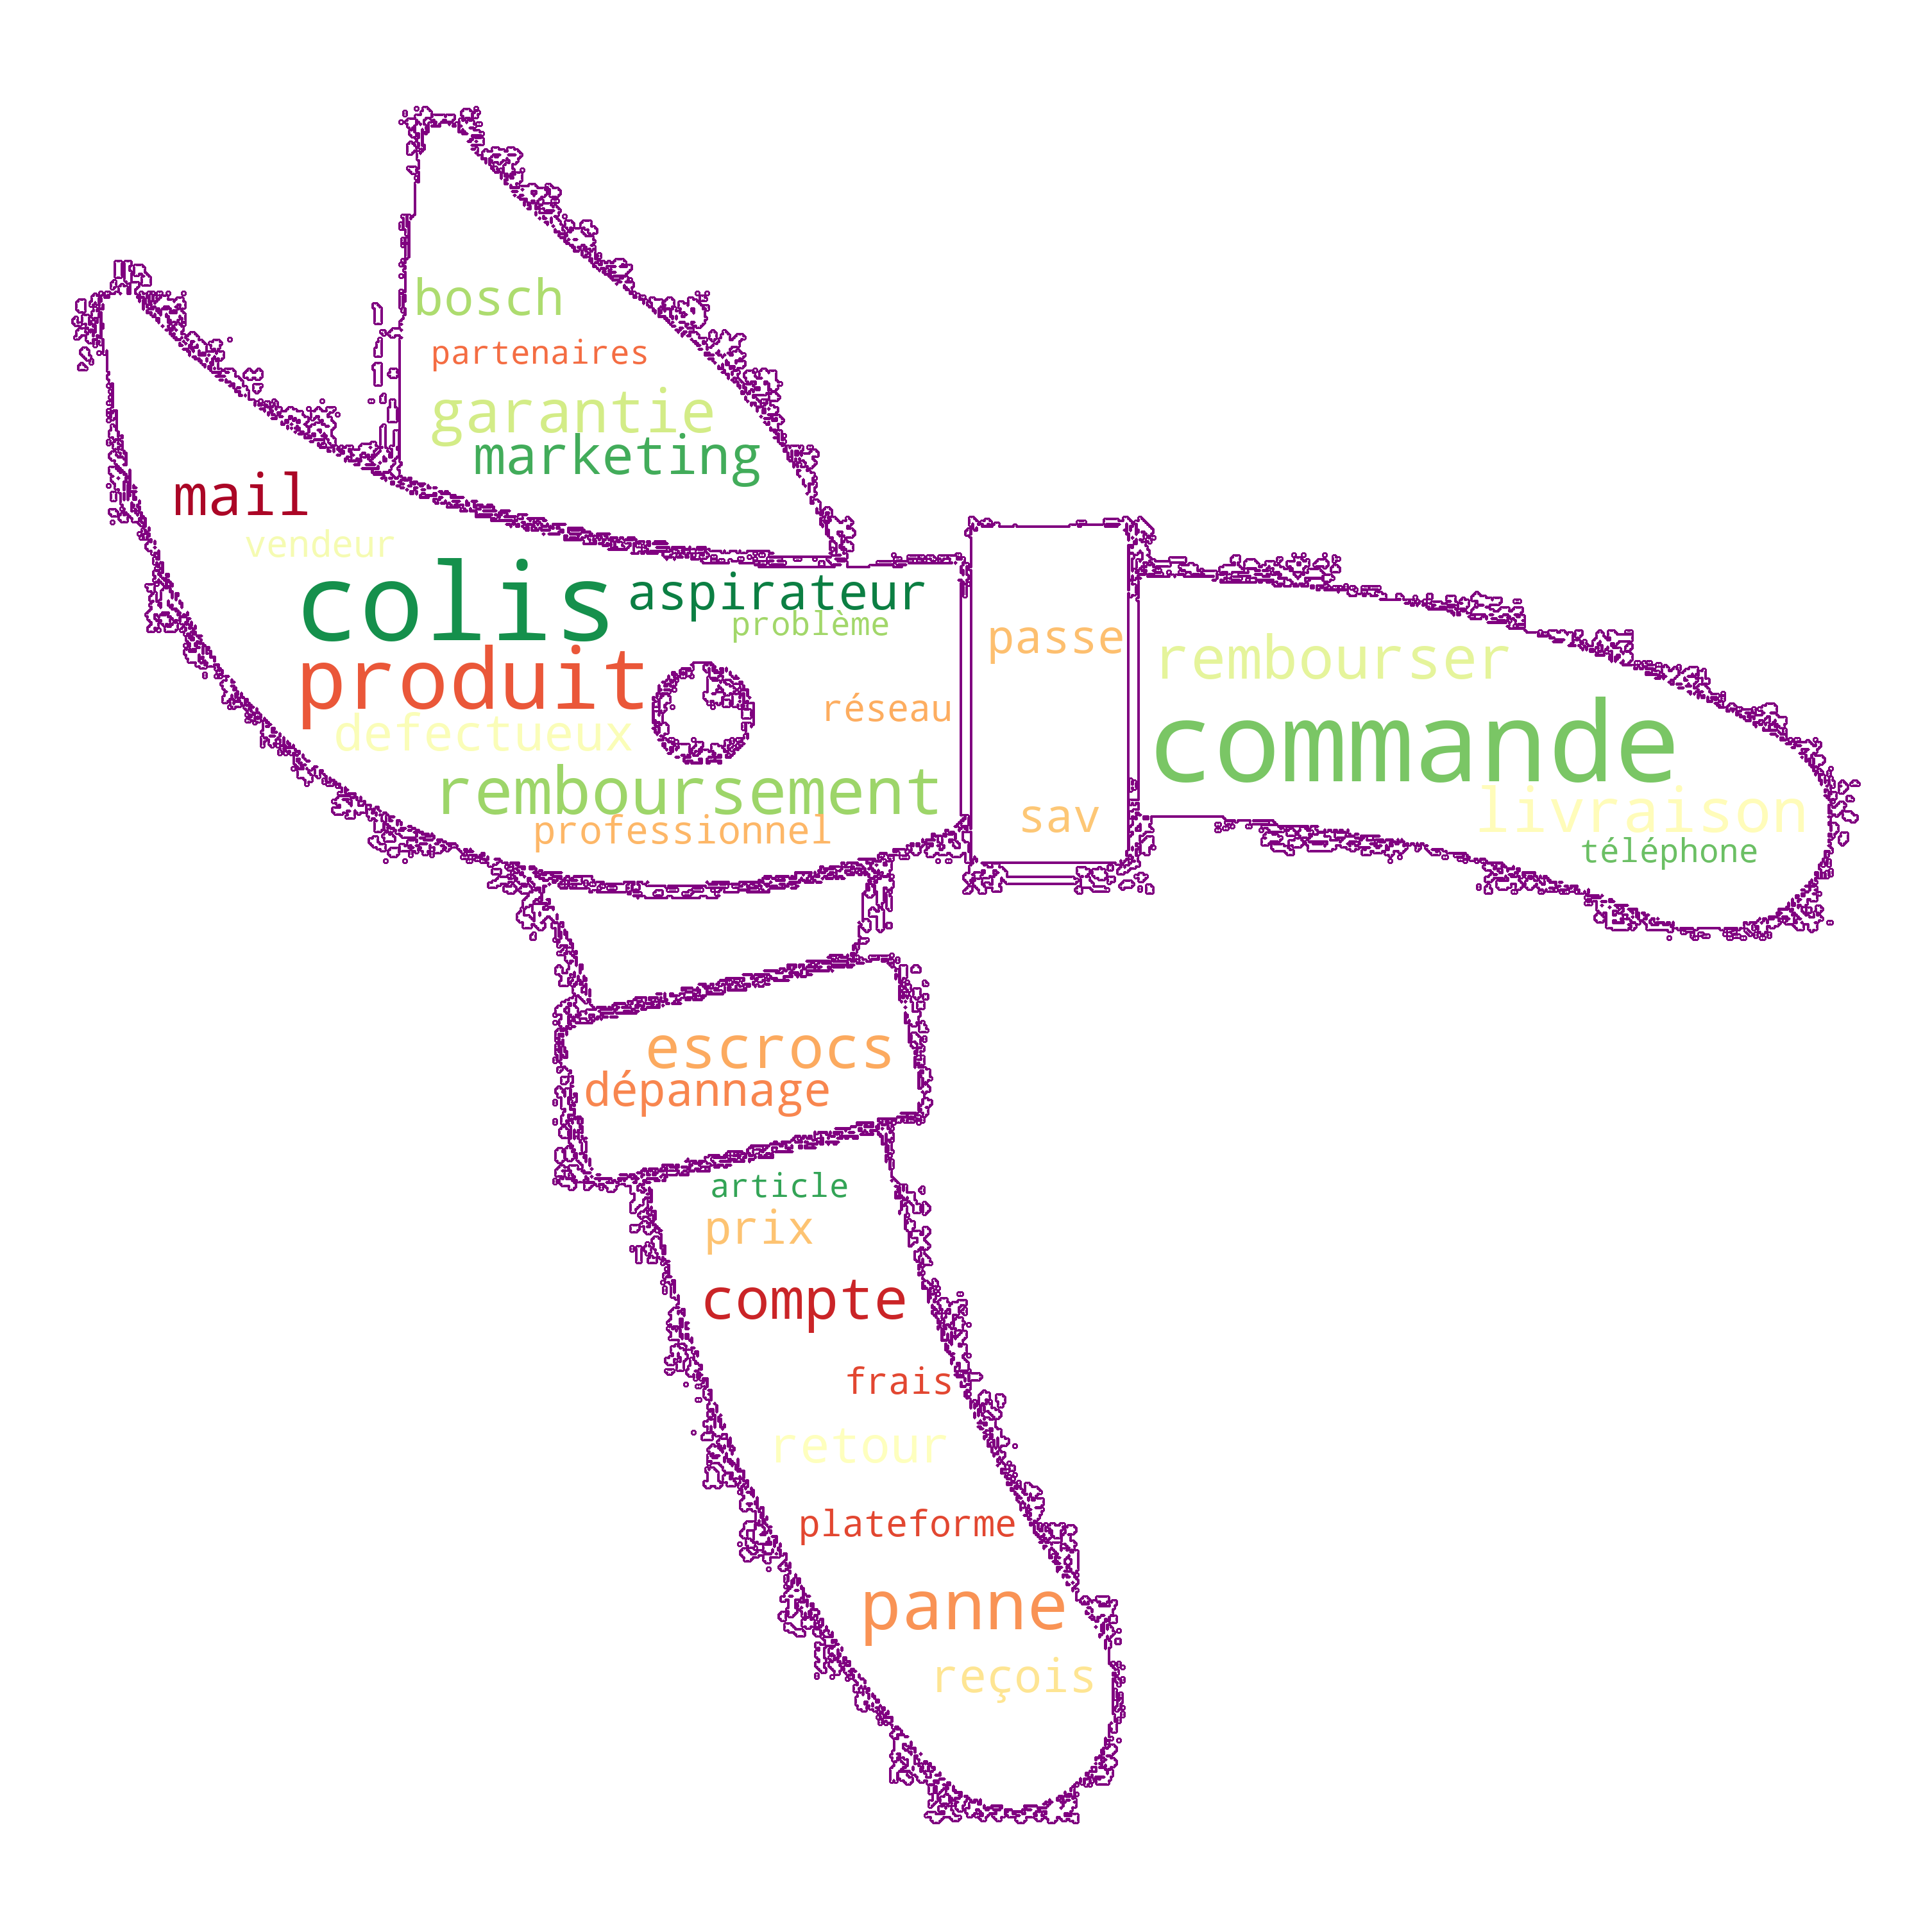 bosch
partenaires
garantie
marketing
mail
vendeur
colis
aspirateur
problème
produit
passe
rembourser
réseau
defectueux
commande
remboursement
livraison
sav
professionnel
téléphone
escrocs
dépannage
article
prix
compte
frais
retour
plateforme
panne
reçois